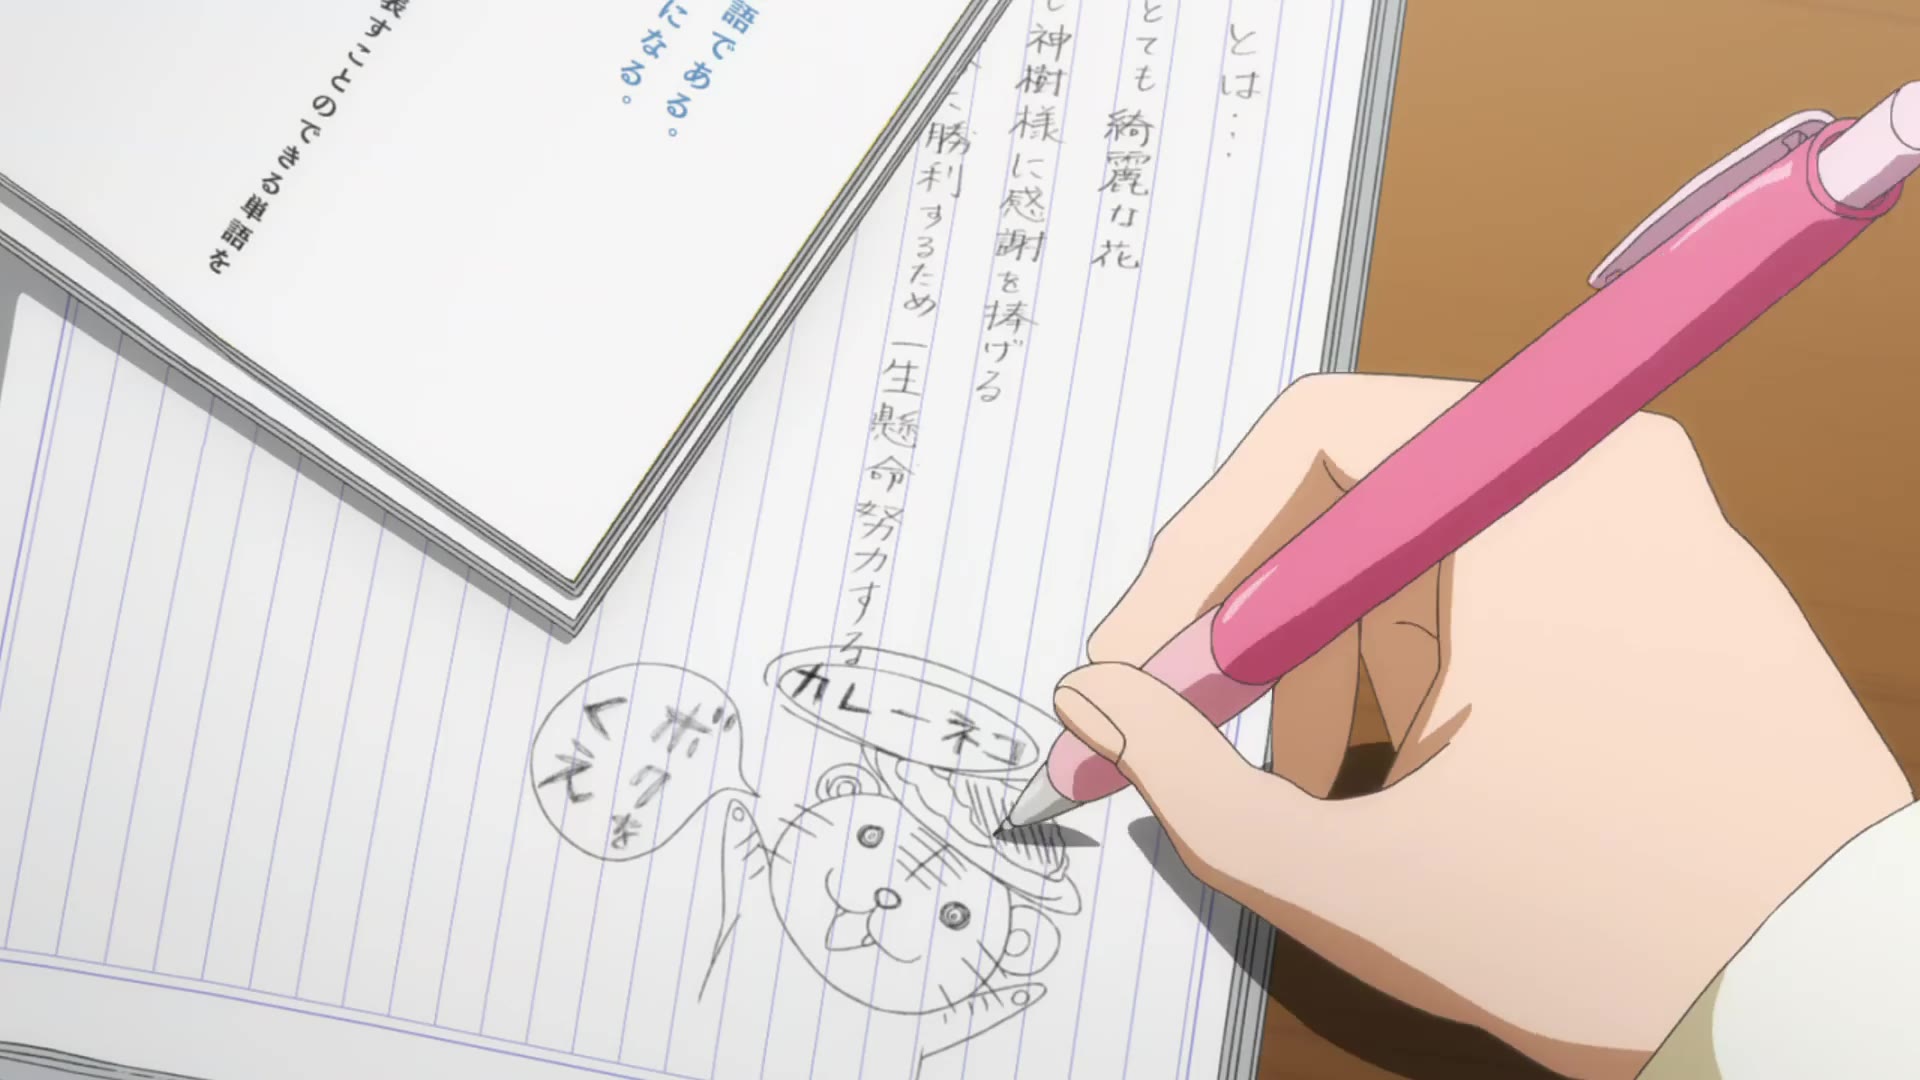 とは…
とても綺麗な花
神樹様に感謝を捧げる
に勝利するため一生懸命努力する
カレーネコ
ボクを
くえ
語である。
になる。
表すことのできる単語を